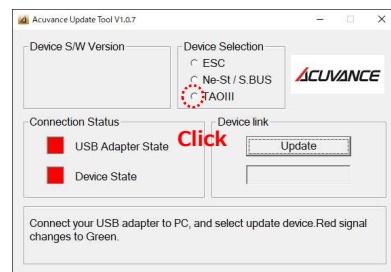 Acuvance Update Tool V1.0.7
Device S/W Version
Device Selection
ESC
Ne-St / S.BUS
TAOIII
ACUVANCE
Connection Status
USB Adapter State
Device State
Click
Device link
Update
Connect your USB adapter to PC, and select update device.Red signal
changes to Green.